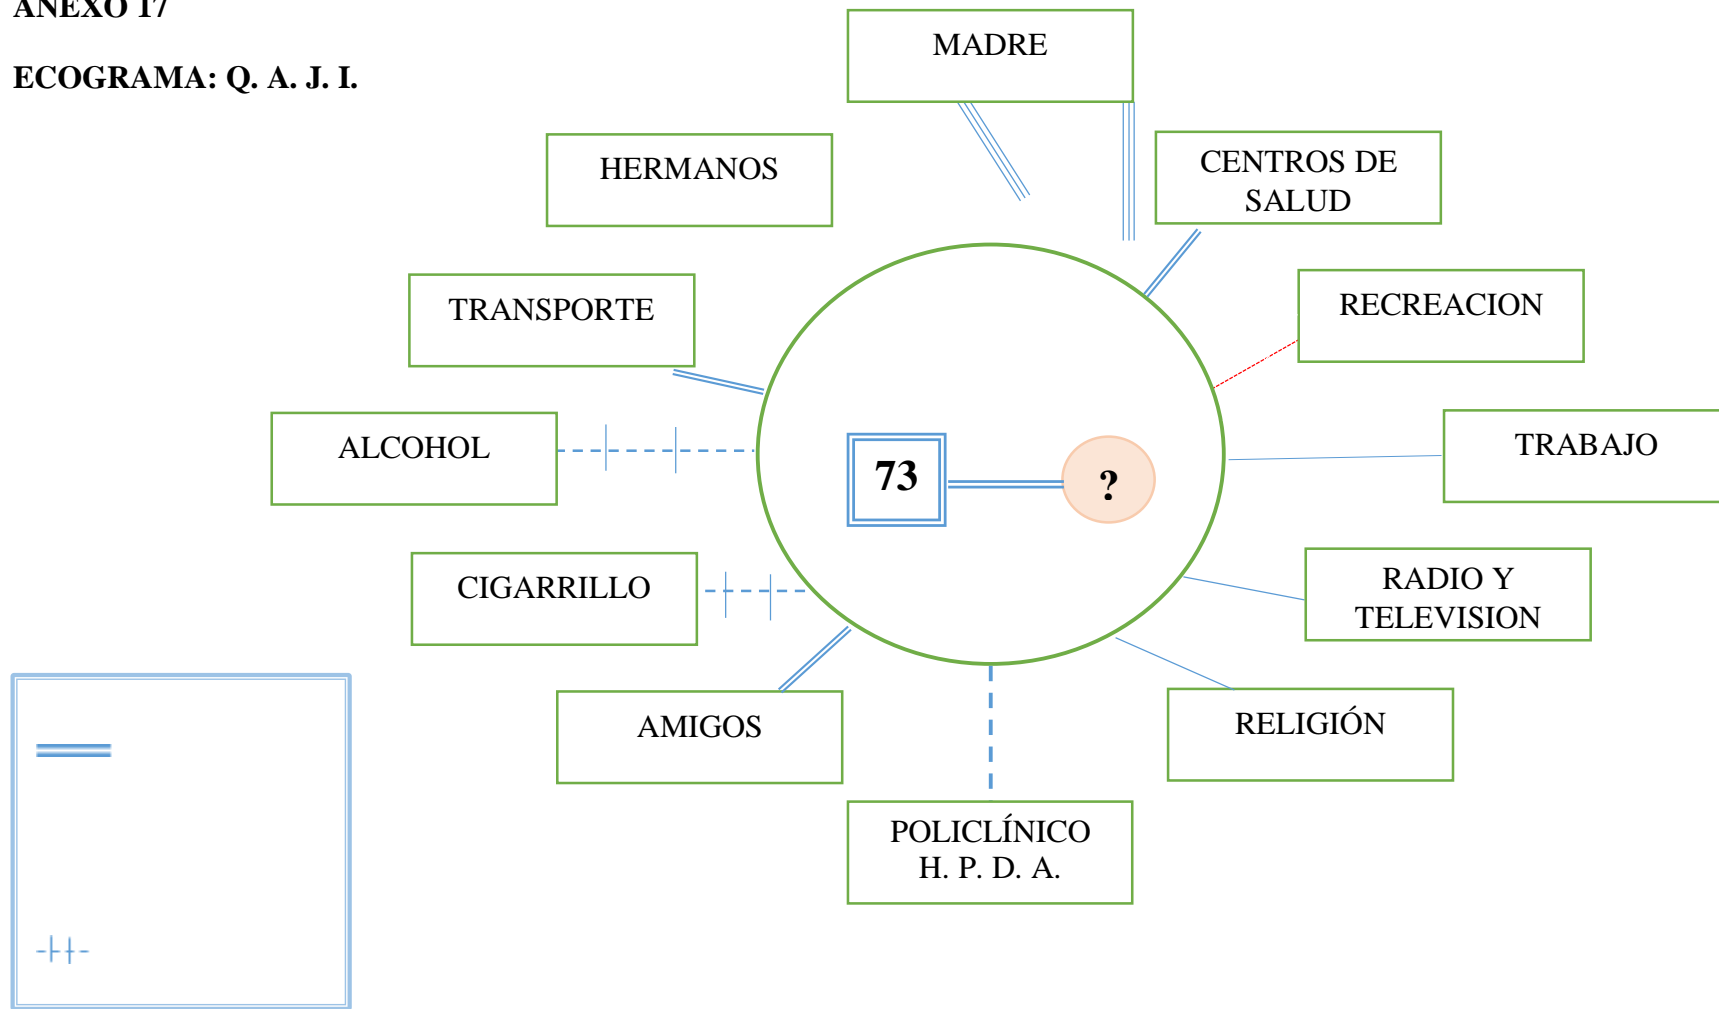 ANEXO 17
ECOGRAMA: Q. A. J. I.
MADRE
HERMANOS
CENTROS DE
SALUD
TRANSPORTE
RECREACION
ALCOHOL
TRABAJO
73
?
CIGARRILLO
RADIO Y
TELEVISION
AMIGOS
RELIGIÓN
POLICLÍNICO
H. P. D. A.